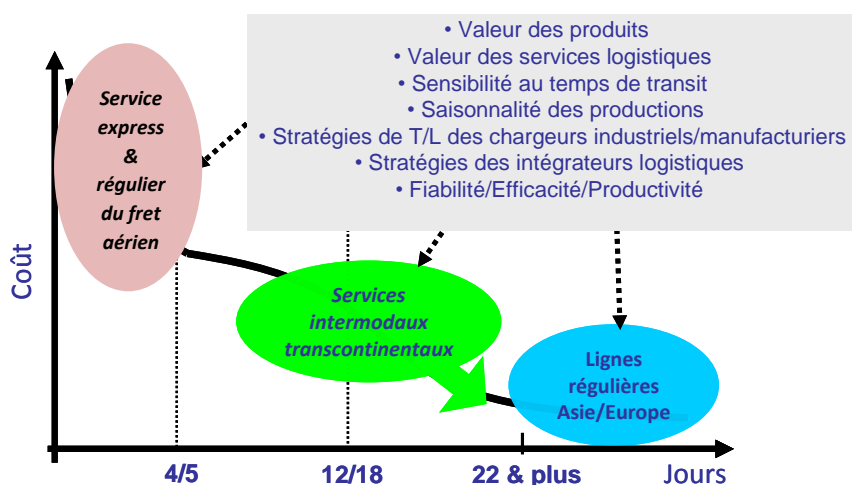 • Valeur des produits
• Valeur des services logistiques
• Sensibilité au temps de transit
• Saisonnalité des productions
• Stratégies de T/L des chargeurs industriels/manufacturiers
• Stratégies des intégrateurs logistiques
• Fiabilité/Efficacité/Productivité
Service
express
&
régulier
du fret
aérien
Coût
Services
intermodaux
transcontinentaux
Lignes
régulières
Asie/Europe
4/5
12/18
22 & plus
Jours